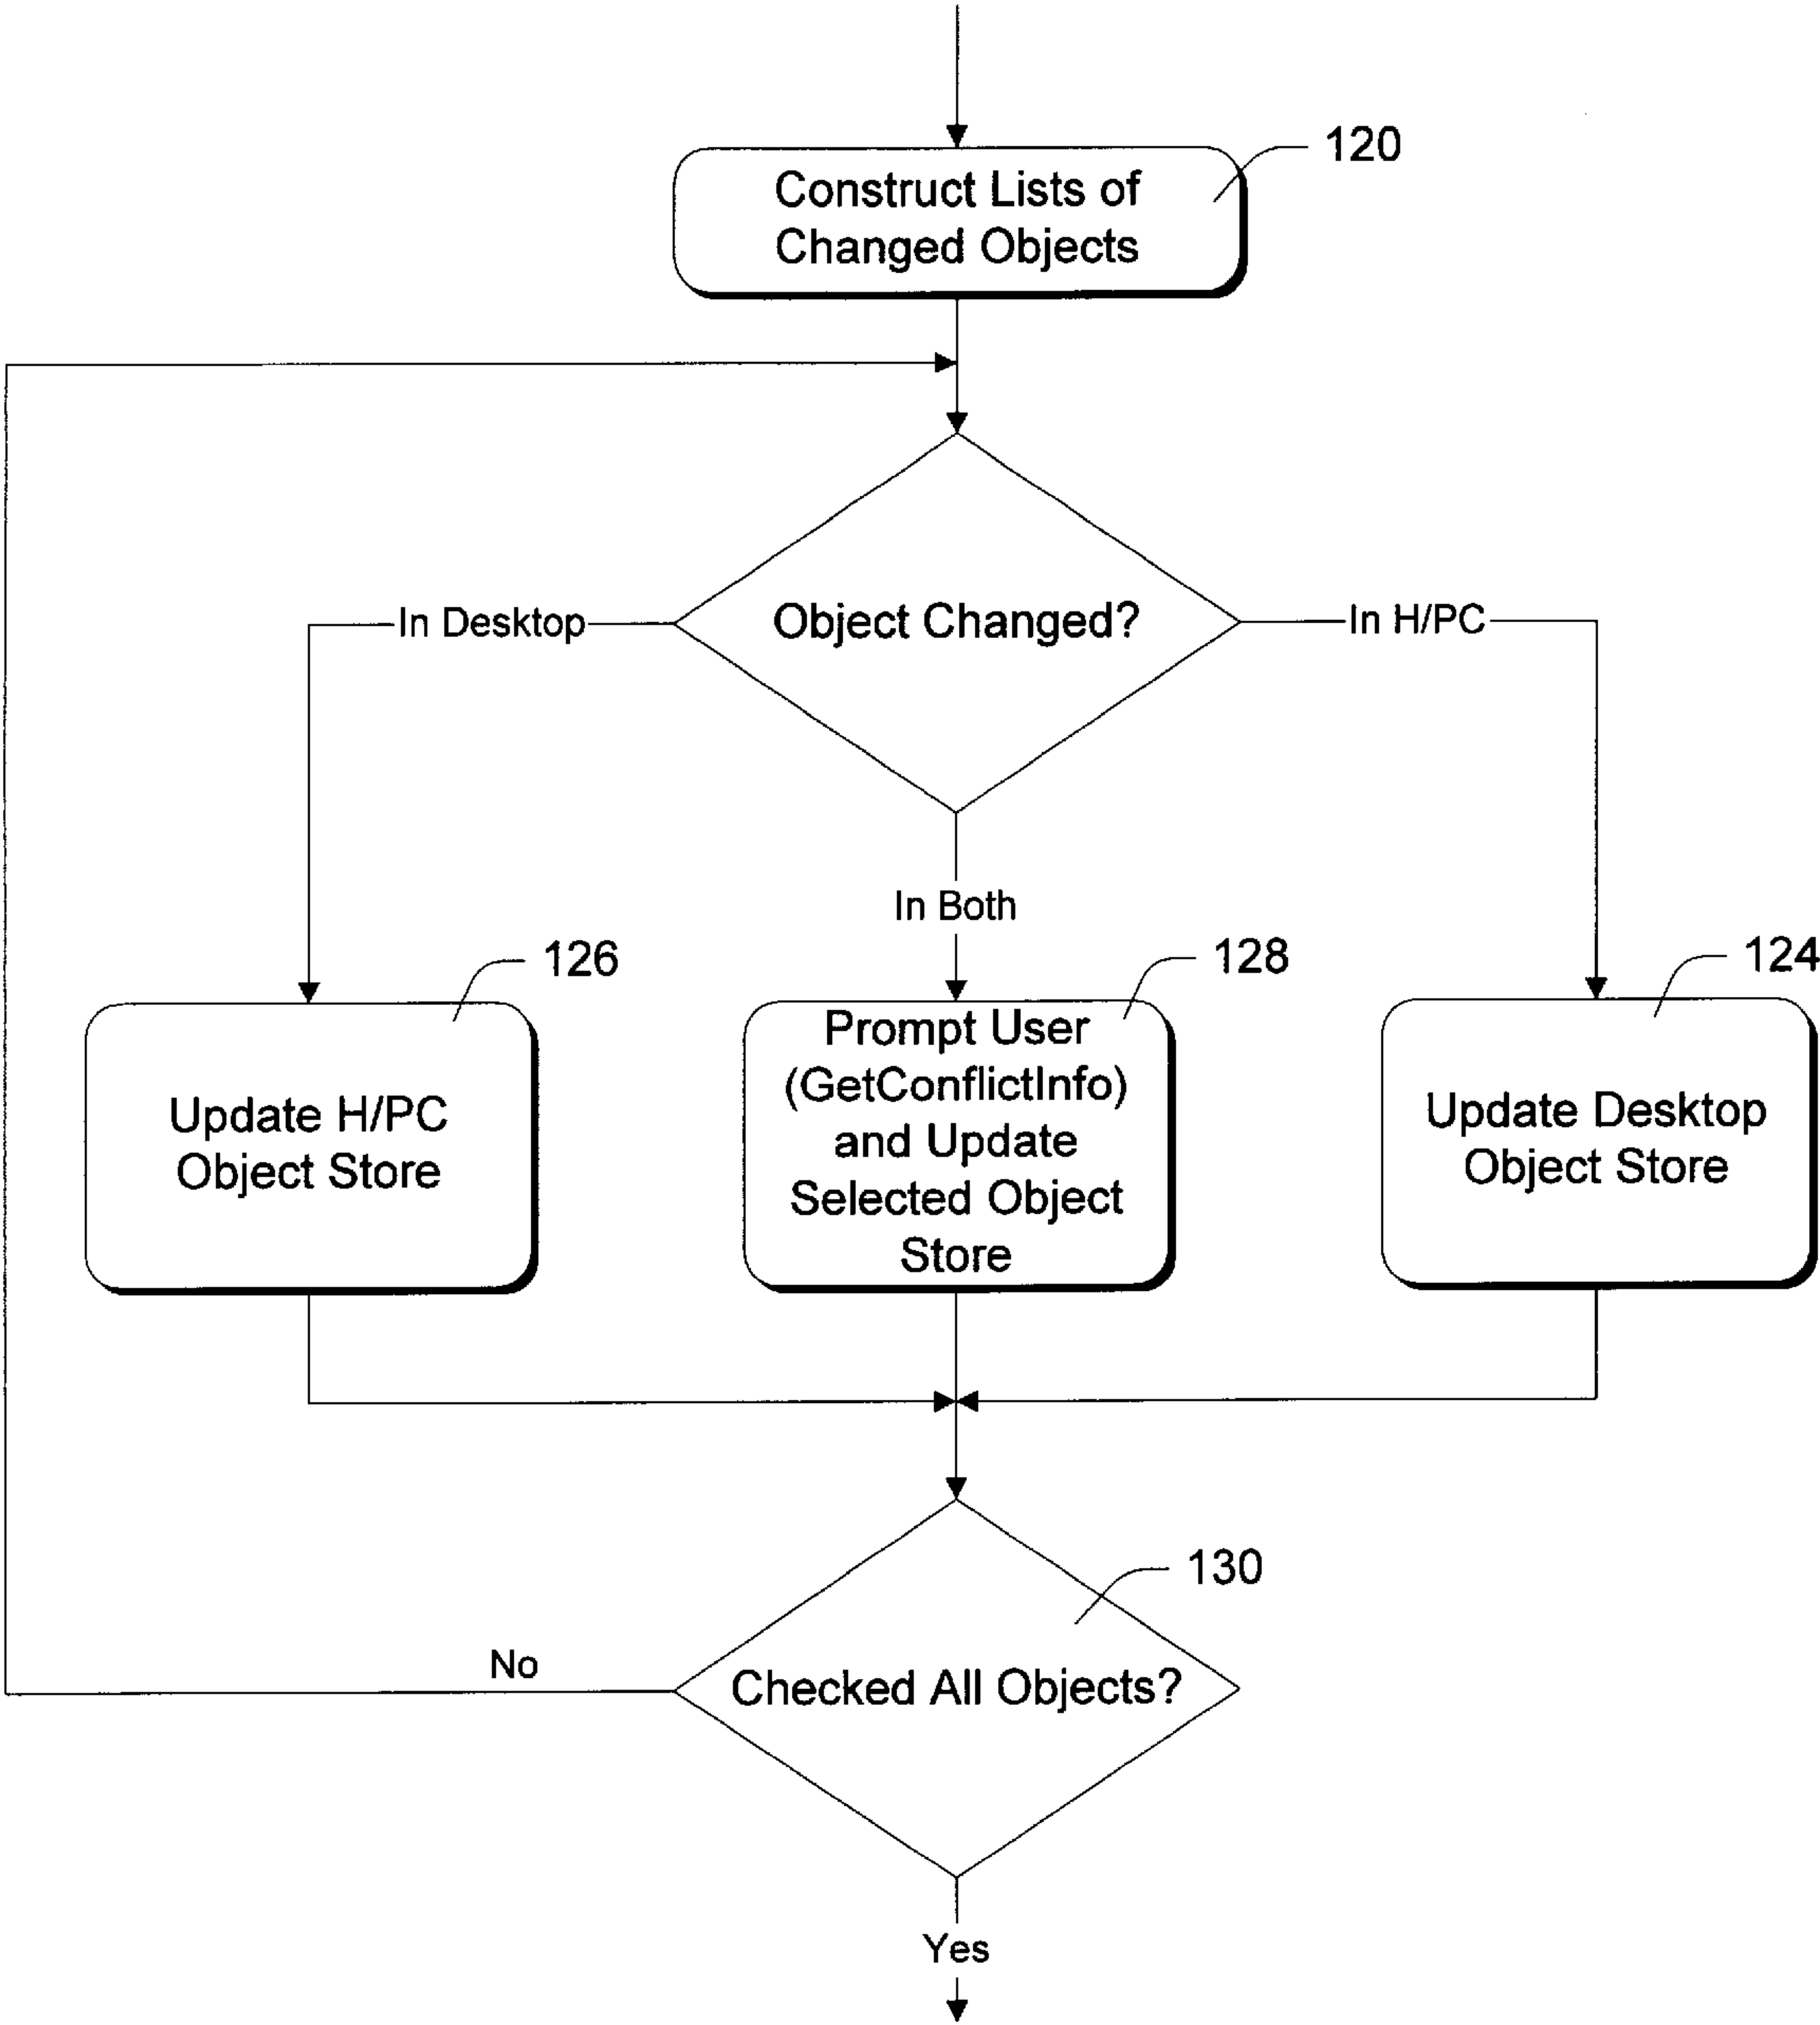 120
Construct Lists of
Changed Objects
Object Changed?
In Desktop
In H/PC
In Both
126
128
124
Update H/PC
Object Store
Prompt User
(GetConflictInfo)
and Update
Selected Object
Store
Update Desktop
Object Store
130
Checked All Objects?
No
Yes